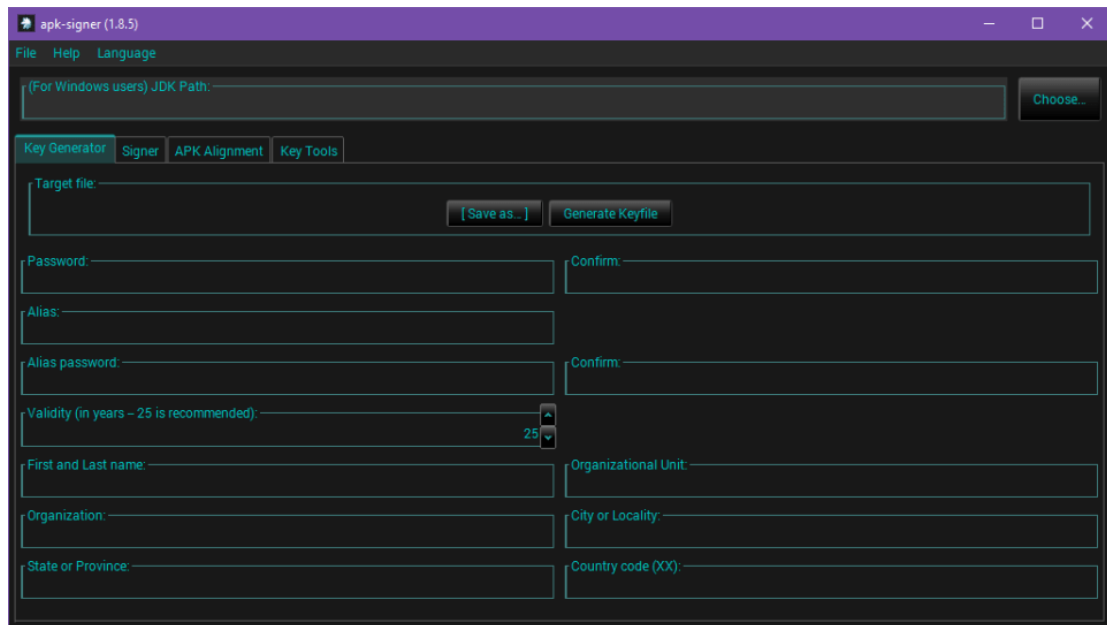 apk-signer (1.8.5)
File Help Language
(For Windows users) JDK Path:
Choose...
Key Generator Signer APK Alignment Key Tools
Target file:
[ Save as... ] Generate Keyfile
Password: Confirm:
Alias:
Alias password: Confirm:
Validity (in years – 25 is recommended):
25
First and Last name: Organizational Unit:
Organization: City or Locality:
State or Province: Country code (XX):